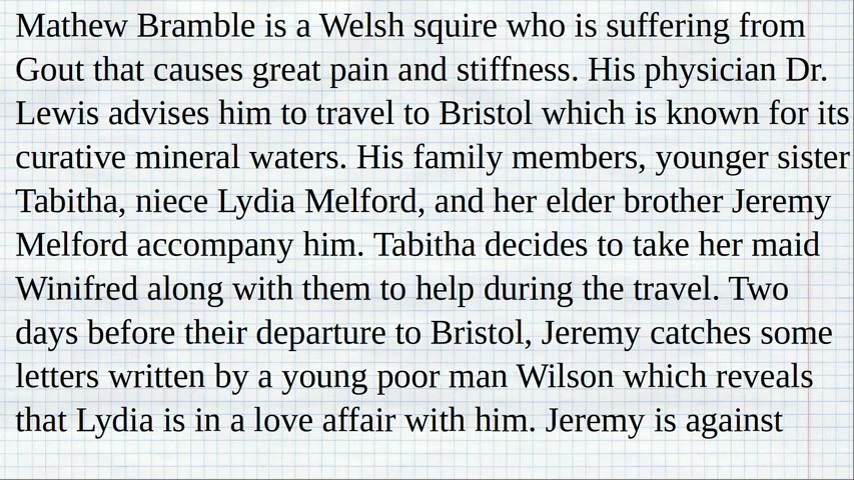 Mathew Bramble is a Welsh squire who is suffering from
Gout that causes great pain and stiffness. His physician Dr.
Lewis advises him to travel to Bristol which is known for its
curative mineral waters. His family members, younger sister
Tabitha, niece Lydia Melford, and her elder brother Jeremy
Melford accompany him. Tabitha decides to take her maid
Winifred along with them to help during the travel. Two
days before their departure to Bristol, Jeremy catches some
letters written by a young poor man Wilson which reveals
that Lydia is in a love affair with him. Jeremy is against